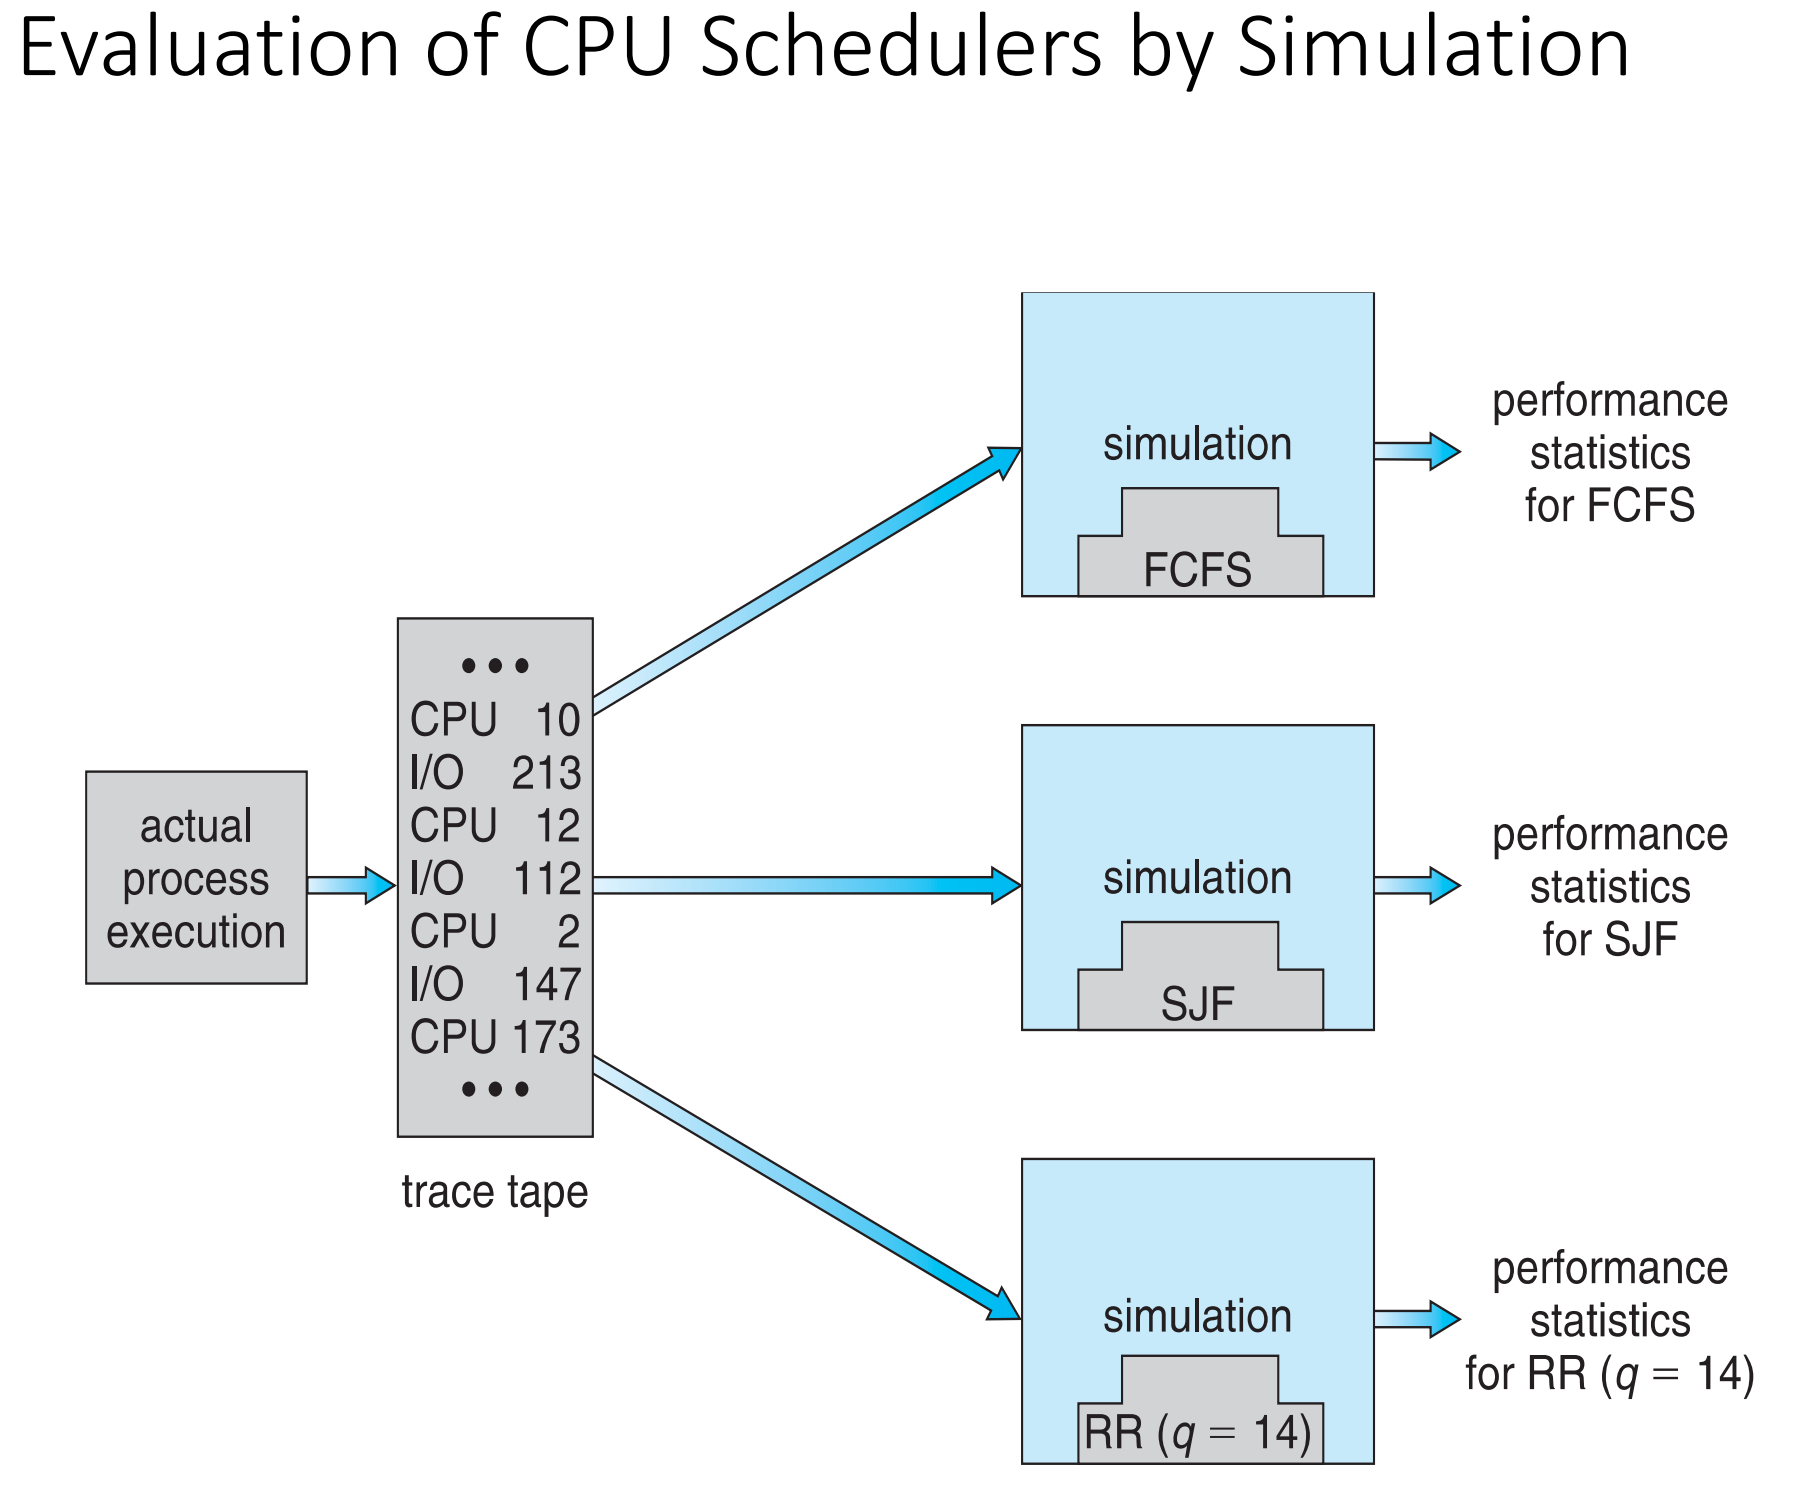 Evaluation of CPU Schedulers by Simulation
actual
process
execution
• • •
CPU 10
I/O 213
CPU 12
I/O 112
CPU 2
I/O 147
CPU 173
• • •
trace tape
simulation
FCFS
performance
statistics
for FCFS
simulation
SJF
performance
statistics
for SJF
simulation
RR (q = 14)
performance
statistics
for RR (q = 14)